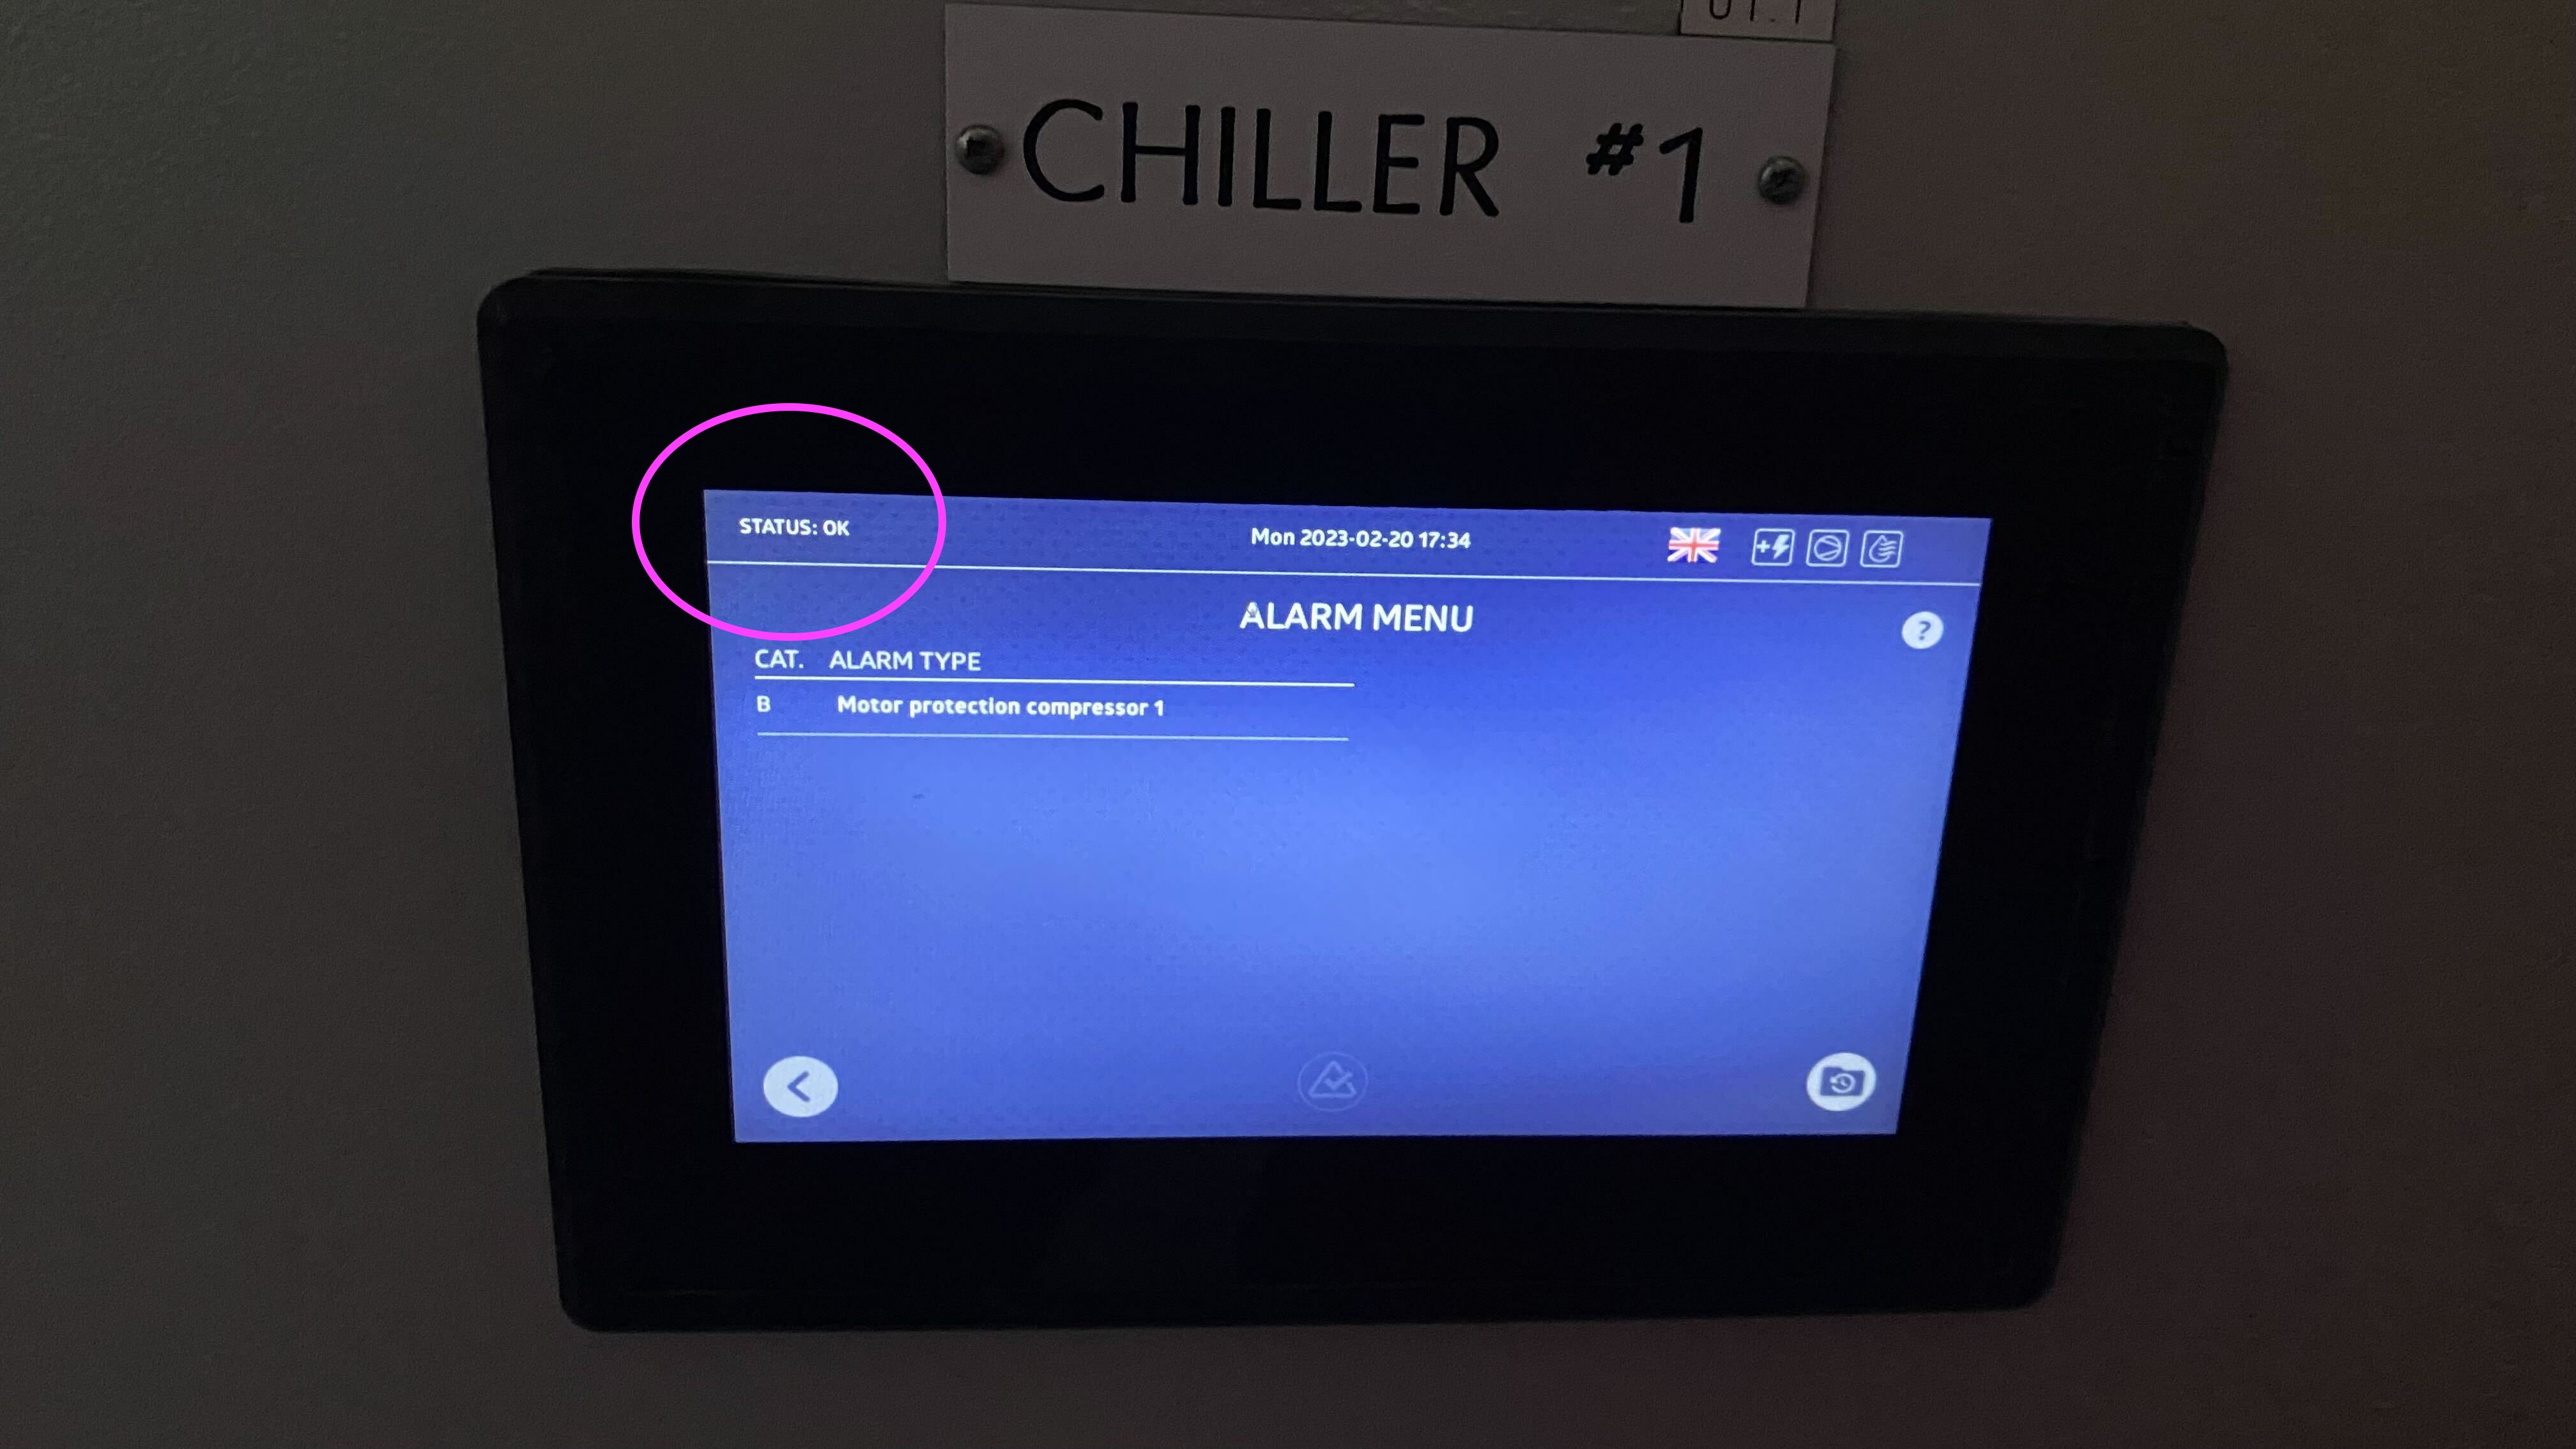 CHILLER #1
STATUS: OK
Mon 2023-02-20 17:34
ALARM MENU
?
CAT. ALARM TYPE
B Motor protection compressor 1